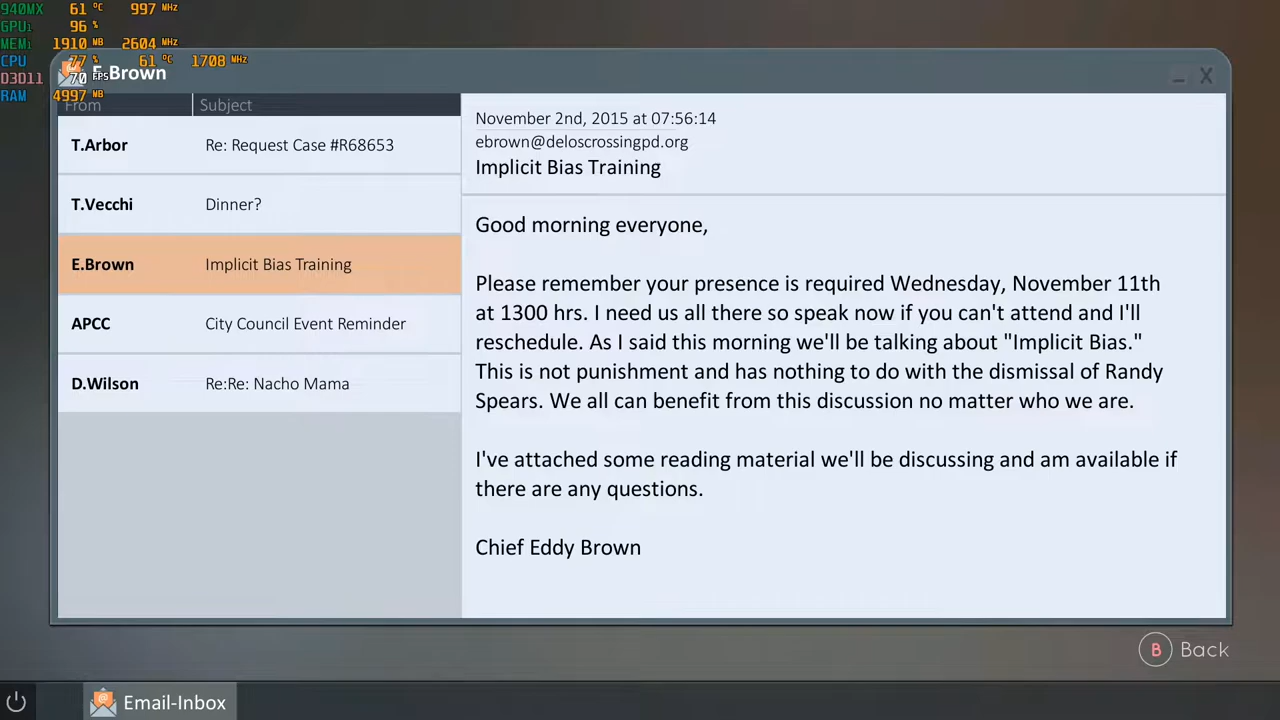 940MX 61 °C 997 MHz
GPU1 96 %
MEM1 1910 MB 2604 MHz
CPU 77 % 61 °C 1708 MHz
D3D11 70 FPS
RAM 4997 MB
E.Brown
From Subject
T.Arbor Re: Request Case #R68653
T.Vecchi Dinner?
E.Brown Implicit Bias Training
APCC City Council Event Reminder
D.Wilson Re:Re: Nacho Mama
November 2nd, 2015 at 07:56:14
ebrown@deloscrossingpd.org
Implicit Bias Training
Good morning everyone,
Please remember your presence is required Wednesday, November 11th
at 1300 hrs. I need us all there so speak now if you can't attend and I'll
reschedule. As I said this morning we'll be talking about "Implicit Bias."
This is not punishment and has nothing to do with the dismissal of Randy
Spears. We all can benefit from this discussion no matter who we are.
I've attached some reading material we'll be discussing and am available if
there are any questions.
Chief Eddy Brown
B Back
Email-Inbox